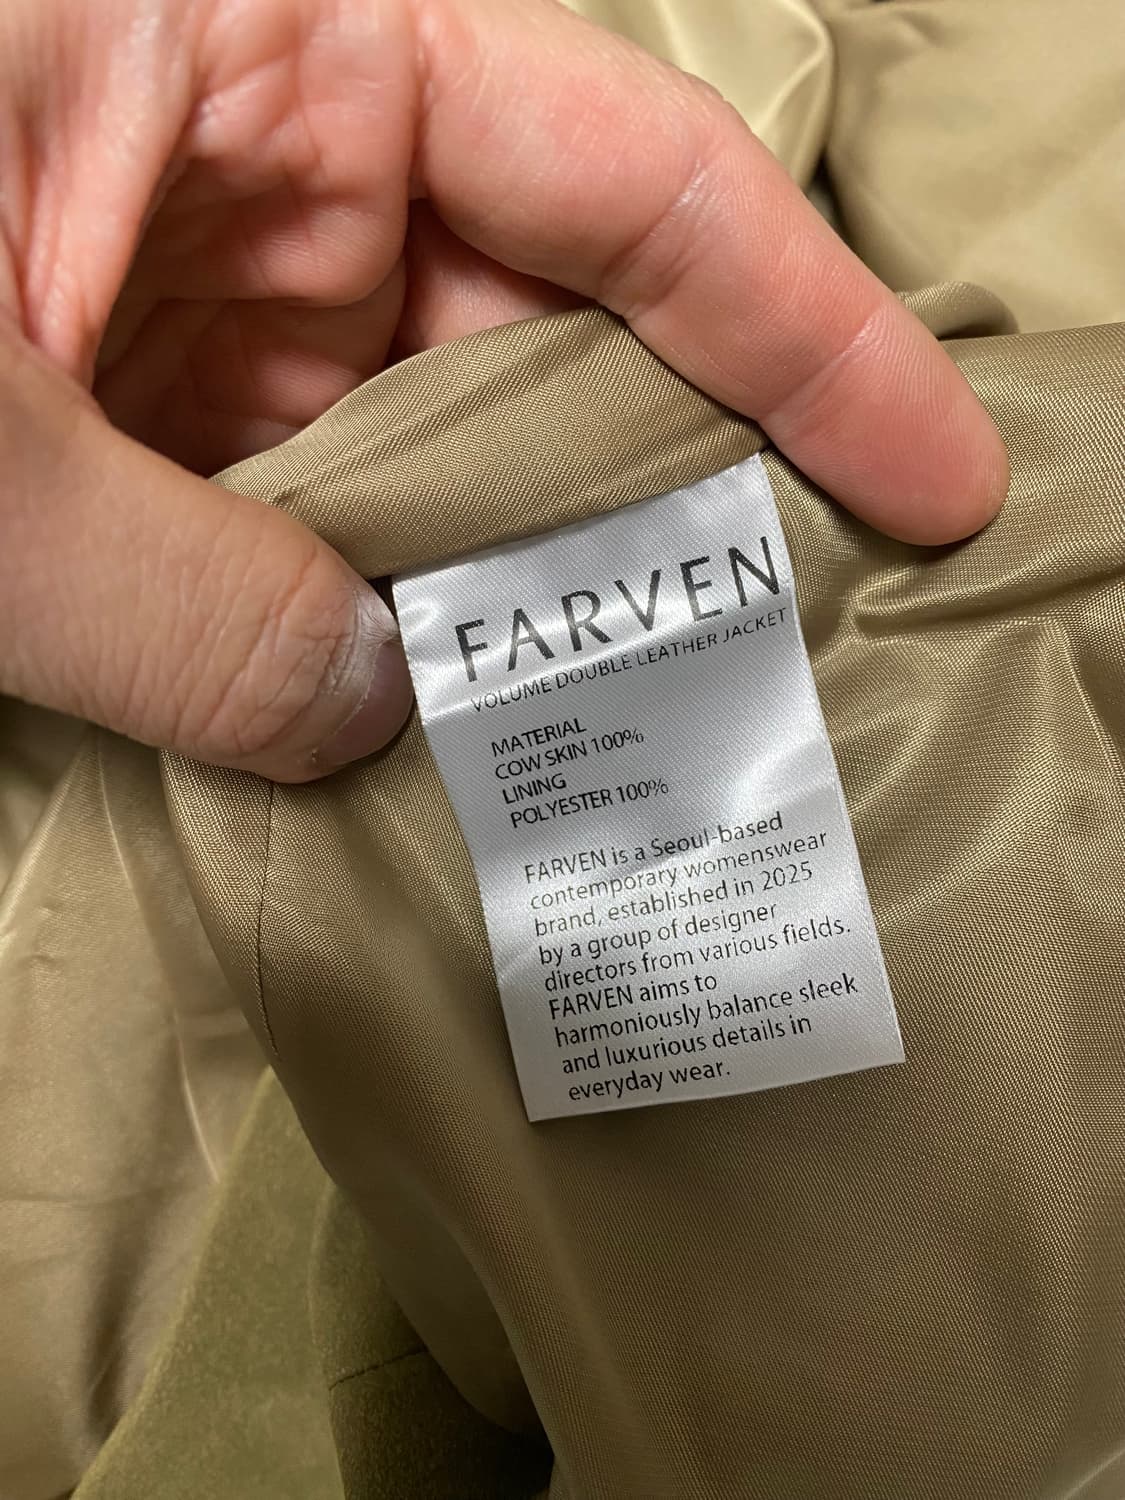 FARVEN
VOLUME DOUBLE LEATHER JACKET
MATERIAL
COW SKIN 100%
LINING
POLYESTER 100%
FARVEN is a Seoul-based
contemporary womenswear
brand, established in 2025
by a group of designer
directors from various fields.
FARVEN aims to
harmoniously balance sleek
and luxurious details in
everyday wear.